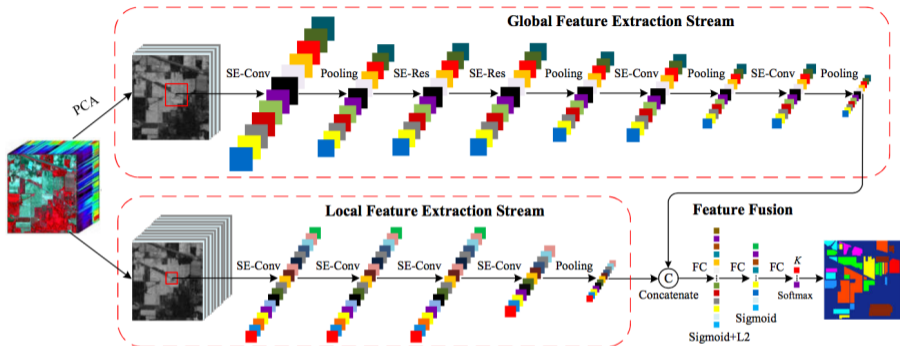 Global Feature Extraction Stream
PCA
SE-Conv
Pooling
SE-Res
SE-Res
Pooling
SE-Conv
Pooling
SE-Conv
Pooling
Local Feature Extraction Stream
SE-Conv
SE-Conv
SE-Conv
SE-Conv
Pooling
Feature Fusion
C
Concatenate
FC
FC
FC
K
Softmax
Sigmoid
Sigmoid+L2